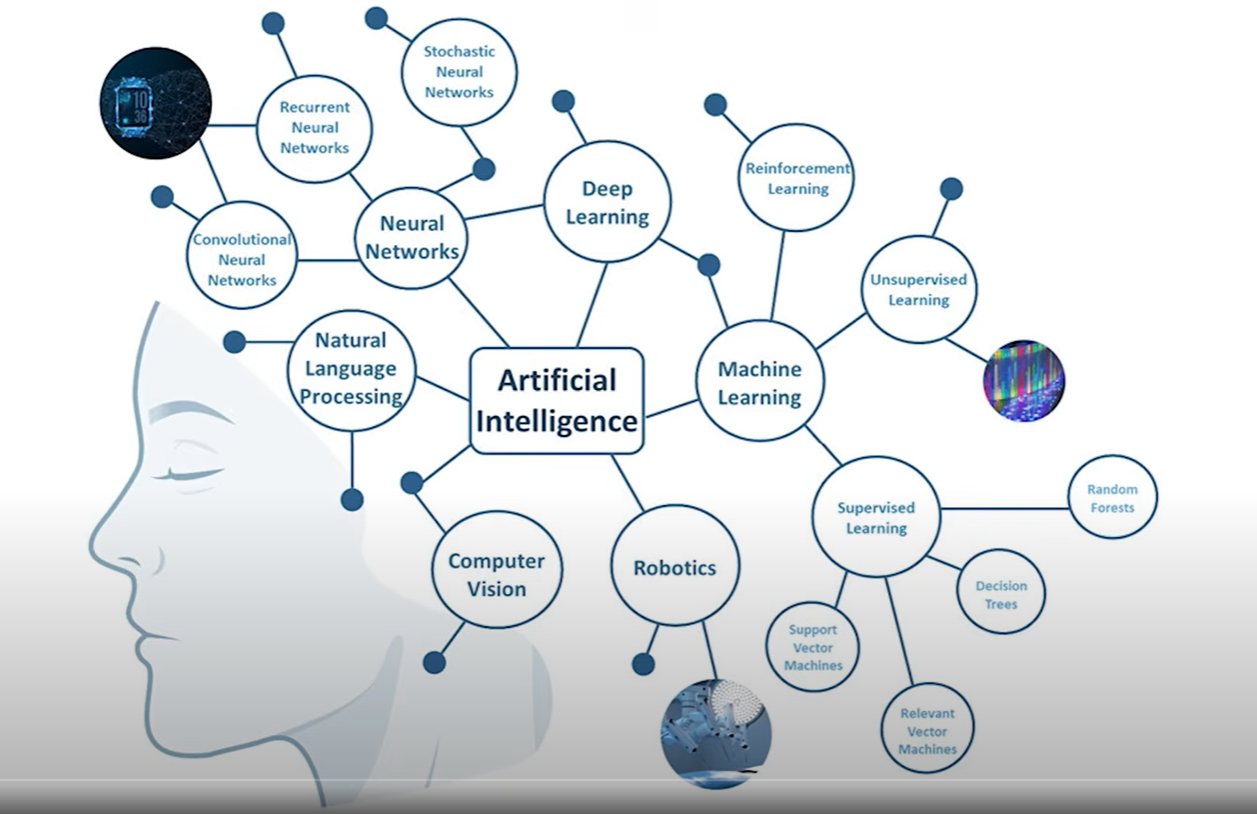 Stochastic
Neural
Networks
Recurrent
Neural
Networks
Reinforcement
Learning
Deep
Learning
Neural
Networks
Convolutional
Neural
Networks
Unsupervised
Learning
Natural
Language
Processing
Artificial
Intelligence
Machine
Learning
Supervised
Learning
Random
Forests
Computer
Vision
Robotics
Decision
Trees
Support
Vector
Machines
Relevant
Vector
Machines
10
36